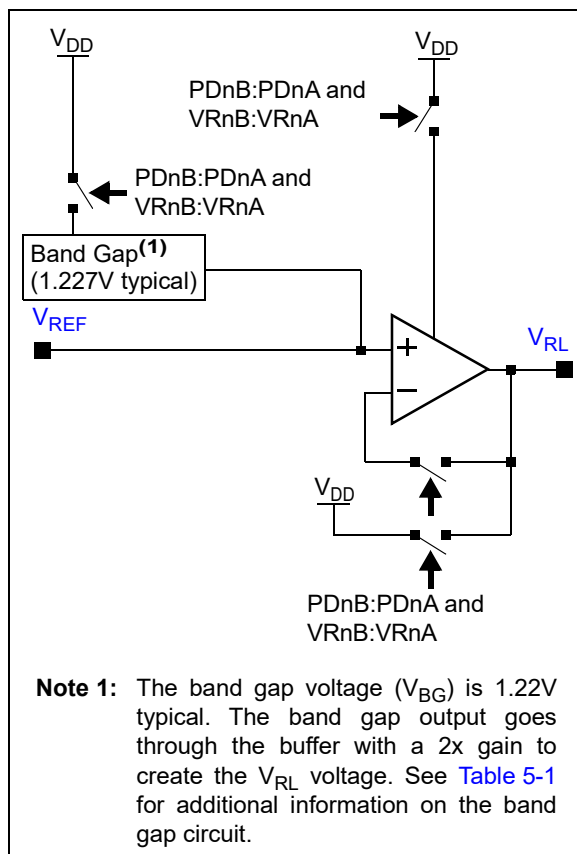 VDD
VDD
PDnB:PDnA and
VRnB:VRnA
PDnB:PDnA and
VRnB:VRnA
Band Gap(1)
(1.227V typical)
VREF
+
VRL
−
VDD
PDnB:PDnA and
VRnB:VRnA
Note 1: The band gap voltage (VBG) is 1.22V
typical. The band gap output goes
through the buffer with a 2x gain to
create the VRL voltage. See Table 5-1
for additional information on the band
gap circuit.